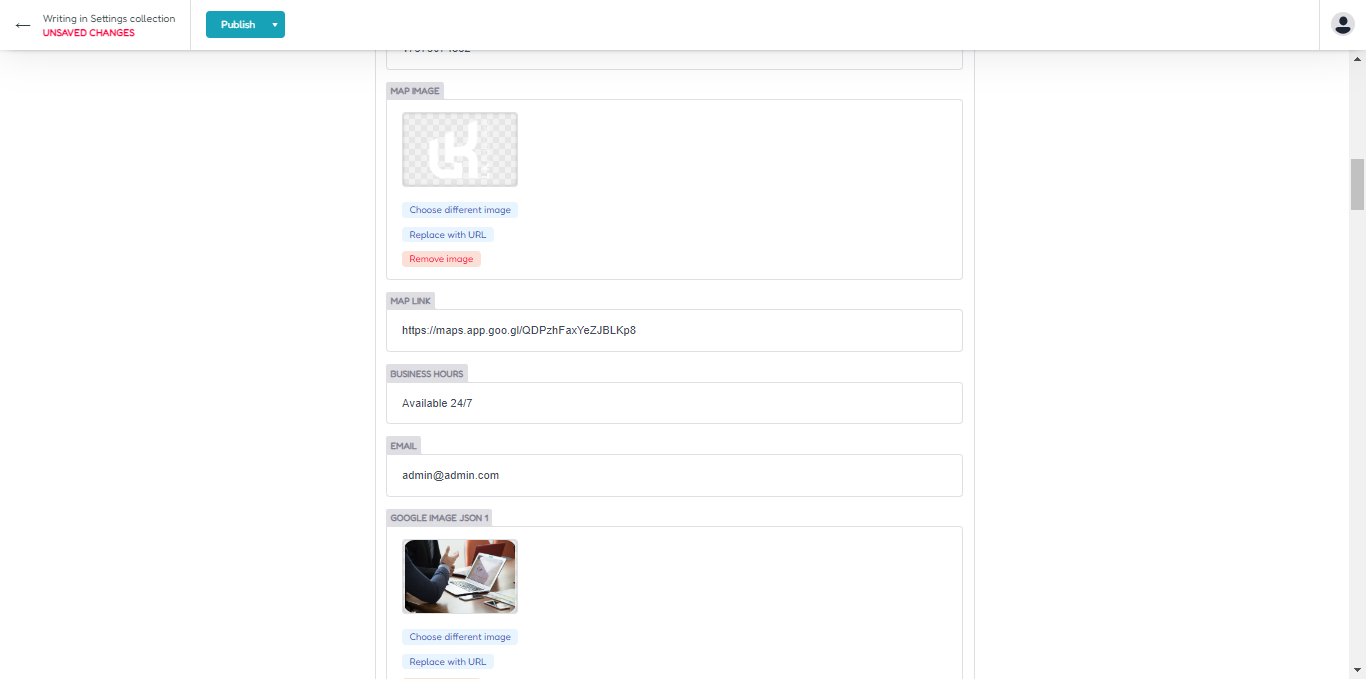 Writing in Settings collection
UNSAVED CHANGES
Publish
MAP IMAGE
Choose different image
Replace with URL
Remove image
MAP LINK
https://maps.app.goo.gl/QDPzhFaxYeZJBLKp8
BUSINESS HOURS
Available 24/7
EMAIL
admin@admin.com
GOOGLE IMAGE JSON 1
Choose different image
Replace with URL